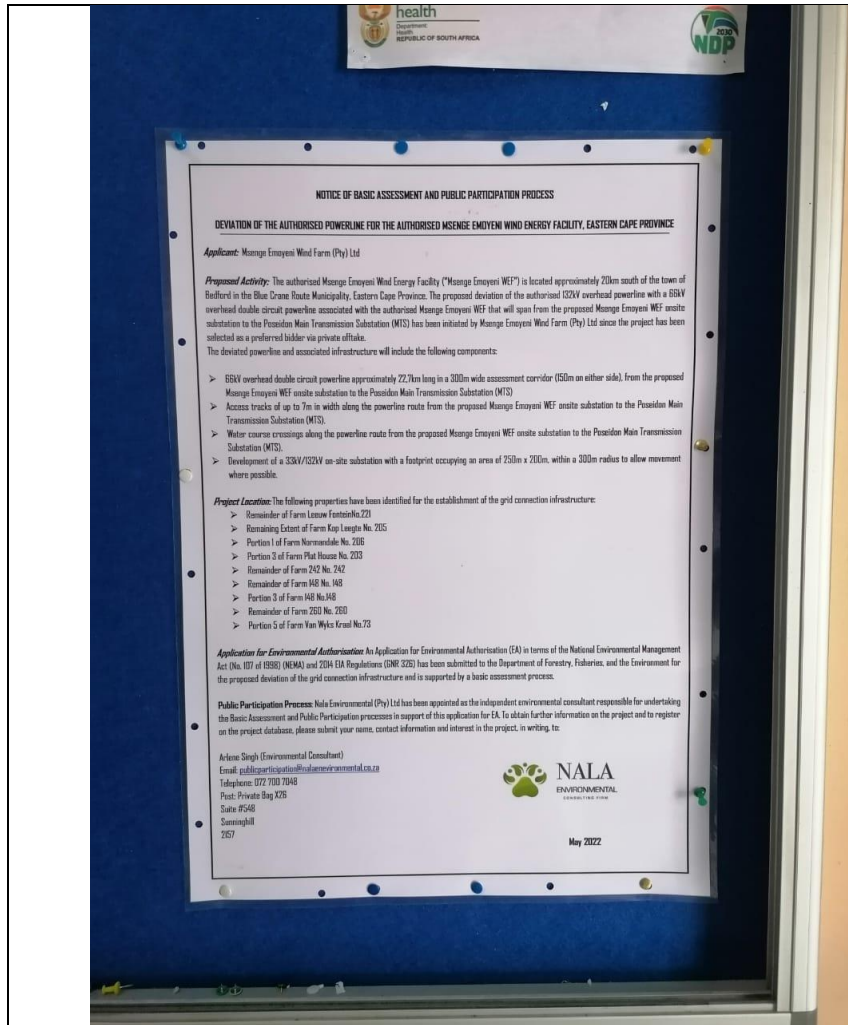 health
Department:
Health
REPUBLIC OF SOUTH AFRICA
2030
NDP
NOTICE OF BASIC ASSESSMENT AND PUBLIC PARTICIPATION PROCESS
DEVIATION OF THE AUTHORISED POWERLINE FOR THE AUTHORISED MSENGE EMOYENI WIND ENERGY FACILITY, EASTERN CAPE PROVINCE
Applicant: Msenge Emoyeni Wind Farm (Pty) Ltd
Proposed Activity: The authorised Msenge Emoyeni Wind Energy Facility ("Msenge Emoyeni WEF") is located approximately 20km south of the town of
Bedford in the Blue Crane Route Municipality, Eastern Cape Province. The proposed deviation of the authorised 132kV overhead powerline with a 66kV
overhead double circuit powerline associated with the authorised Msenge Emoyeni WEF that will span from the proposed Msenge Emoyeni WEF onsite
substation to the Poseidon Main Transmission Substation (MTS) has been initiated by Msenge Emoyeni Wind Farm (Pty) Ltd since the project has been
selected as a preferred bidder via private offtake.
The deviated powerline and associated infrastructure will include the following components:
➢ 66kV overhead double circuit powerline approximately 22,7km long in a 300m wide assessment corridor (150m on either side), from the proposed
Msenge Emoyeni WEF onsite substation to the Poseidon Main Transmission Substation (MTS)
➢ Access tracks of up to 7m in width along the powerline route from the proposed Msenge Emoyeni WEF onsite substation to the Poseidon Main
Transmission Substation (MTS).
➢ Water course crossings along the powerline route from the proposed Msenge Emoyeni WEF onsite substation to the Poseidon Main Transmission
Substation (MTS).
➢ Development of a 33kV/132kV on-site substation with a footprint occupying an area of 250m x 200m, within a 300m radius to allow movement
where possible.
Project Location: The following properties have been identified for the establishment of the grid connection infrastructure:
➢ Remainder of Farm Leeuw FonteinNo.221
➢ Remaining Extent of Farm Kop Leegte No. 205
➢ Portion 1 of Farm Normandale No. 206
➢ Portion 3 of Farm Plat House No. 203
➢ Remainder of Farm 242 No. 242
➢ Remainder of Farm 148 No. 148
➢ Portion 3 of Farm 148 No.148
➢ Remainder of Farm 260 No. 260
➢ Portion 5 of Farm Van Wyks Kraal No.73
Application for Environmental Authorisation: An Application for Environmental Authorisation (EA) in terms of the National Environmental Management
Act (No. 107 of 1998) (NEMA) and 2014 EIA Regulations (GNR 326) has been submitted to the Department of Forestry, Fisheries, and the Environment for
the proposed deviation of the grid connection infrastructure and is supported by a basic assessment process.
Public Participation Process: Nala Environmental (Pty) Ltd has been appointed as the independent environmental consultant responsible for undertaking
the Basic Assessment and Public Participation processes in support of this application for EA. To obtain further information on the project and to register
on the project database, please submit your name, contact information and interest in the project, in writing, to:
Arlene Singh (Environmental Consultant)
Email: publicparticipation@nalaenvironmental.co.za
Telephone: 072 700 7048
Post: Private Bag X26
Suite #548
Sunninghill
2157
NALA
ENVIRONMENTAL
CONSULTING FIRM
May 2022